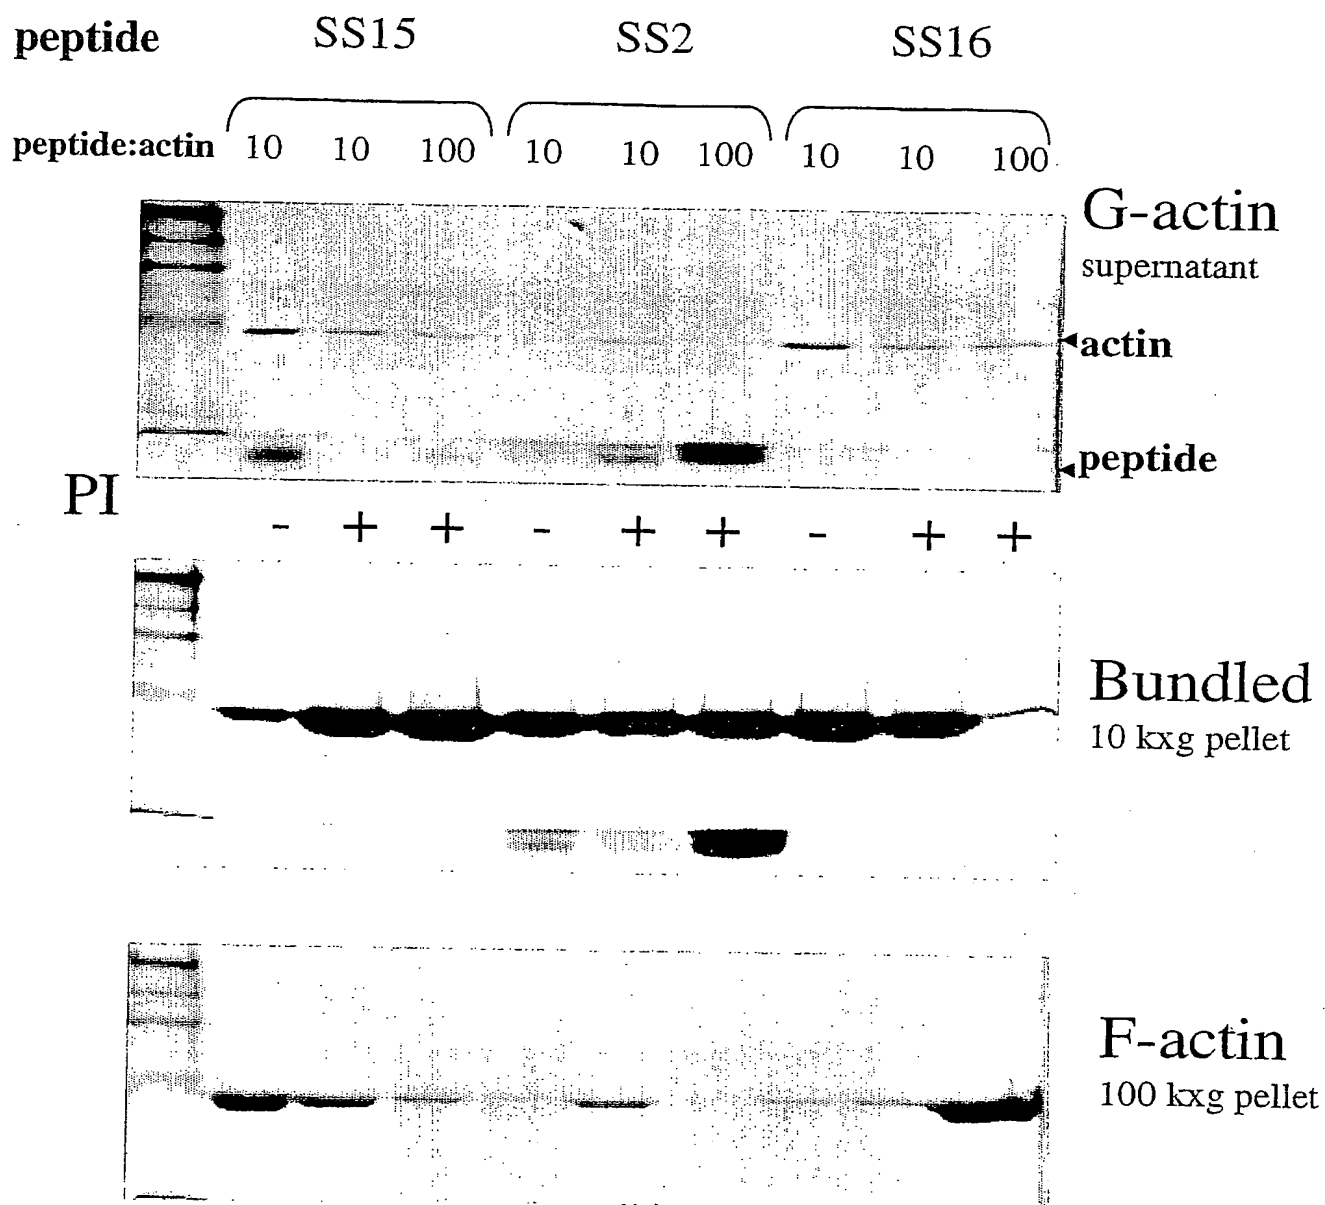 peptide SS15 SS2 SS16
peptide:actin 10 10 100 10 10 100 10 10 100
G-actin
supernatant
actin
peptide
PI - + + - + + - + +
Bundled
10 kxg pellet
F-actin
100 kxg pellet